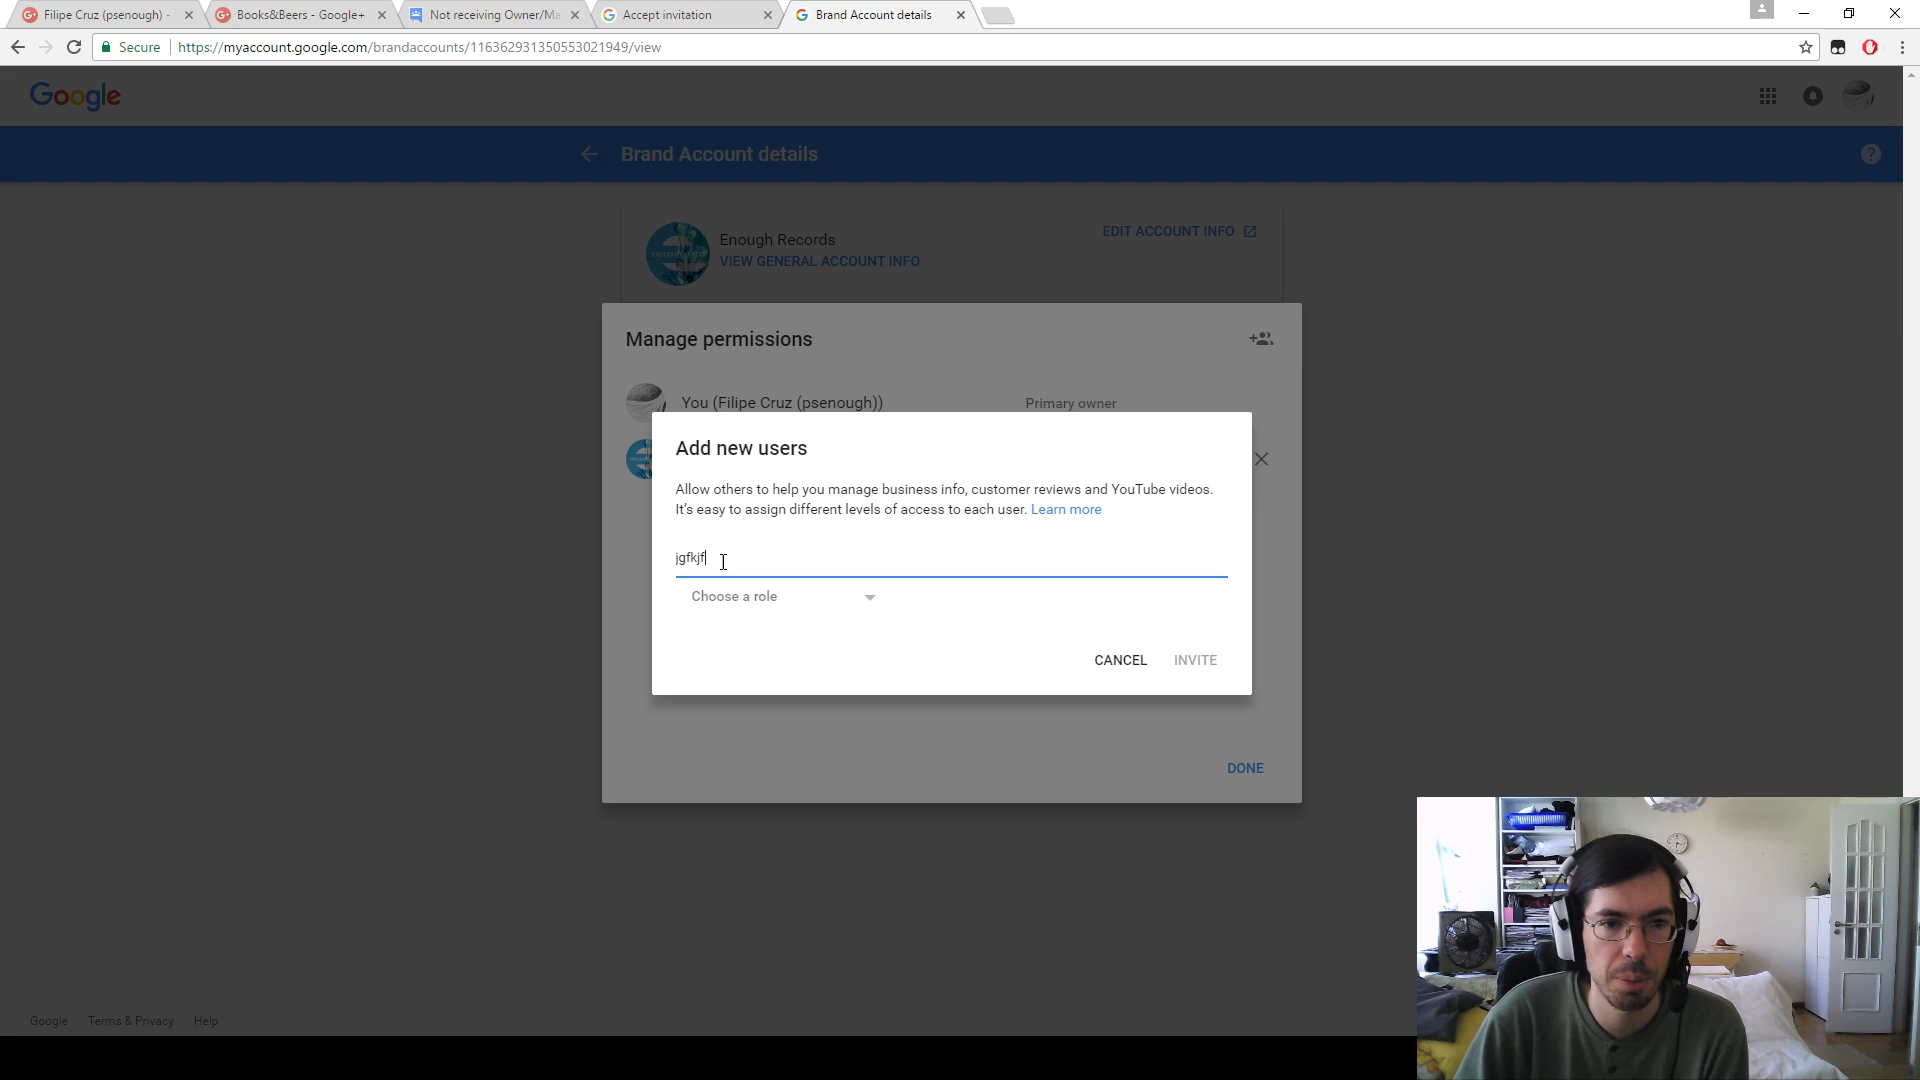 Filipe Cruz (psenough) -
Books&Beers - Google+
Not receiving Owner/Ma
Accept invitation
Brand Account details
Secure
https://myaccount.google.com/brandaccounts/116362931350553021949/view
Google
Brand Account details
Enough Records
VIEW GENERAL ACCOUNT INFO
EDIT ACCOUNT INFO
Manage permissions
You (Filipe Cruz (psenough))
Primary owner
Add new users
Allow others to help you manage business info, customer reviews and YouTube videos.
It's easy to assign different levels of access to each user. Learn more
jgfkjf
Choose a role
CANCEL
INVITE
DONE
Google
Terms & Privacy
Help